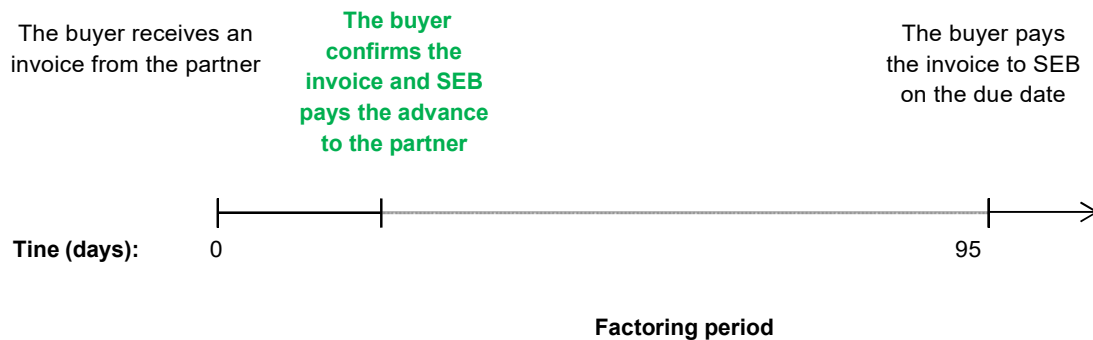 The buyer receives an
invoice from the partner
The buyer
confirms the
invoice and SEB
pays the advance
to the partner
The buyer pays
the invoice to SEB
on the due date
Tine (days):
0
95
Factoring period